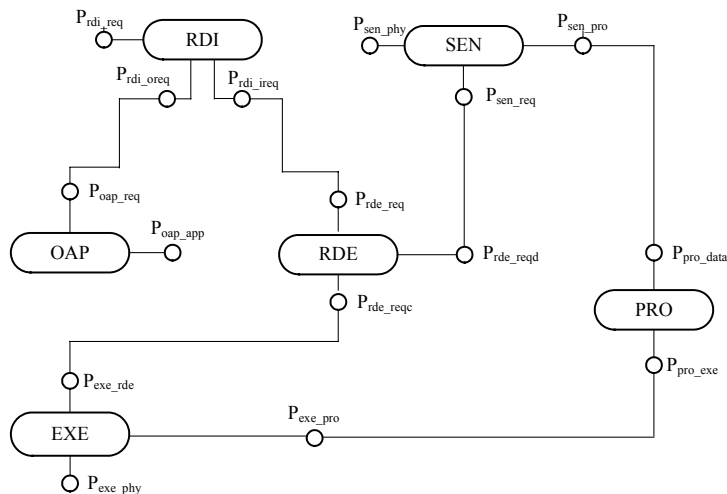 P_rdi_req
RDI
P_sen_phy
SEN
P_sen_pro
P_rdi_oreq
P_rdi_ireq
P_sen_req
P_oap_req
P_rde_req
OAP
P_oap_app
RDE
P_rde_reqd
P_pro_data
P_rde_reqc
PRO
P_exe_rde
P_pro_exe
EXE
P_exe_pro
P_exe_phy